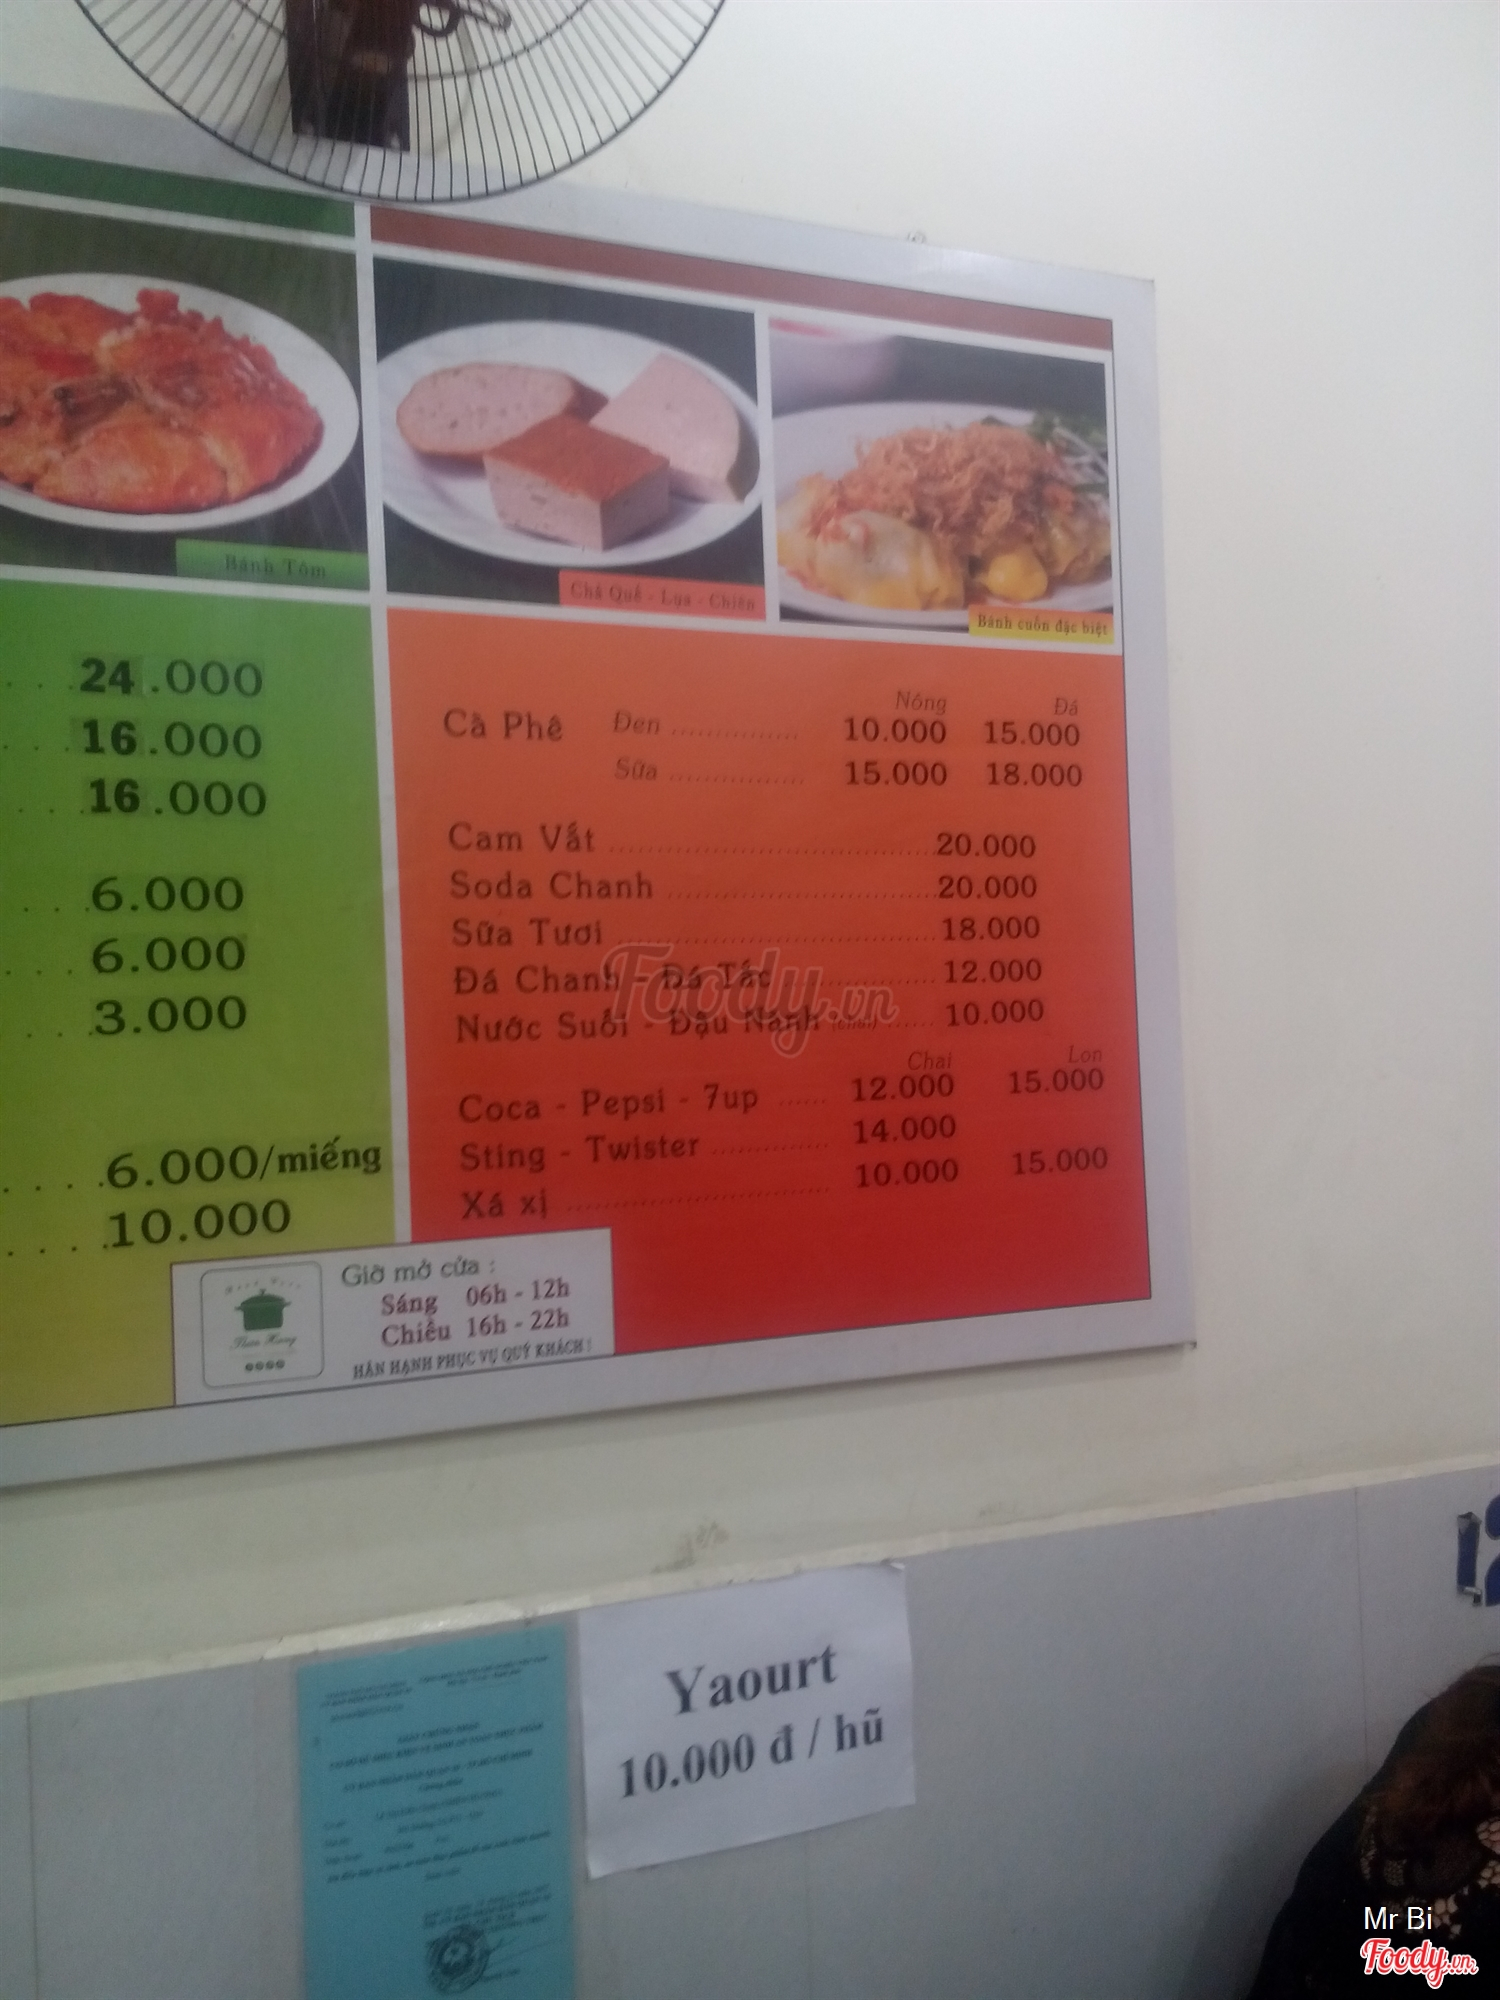 Bánh Tôm
Chả Quế - Lụa - Chiên
Bánh cuốn đặc biệt
. . . 24.000
. . . 16.000
. . . 16.000
. . . 6.000
. . . 6.000
. . . 3.000
. . . . 6.000/miếng
. . . . 10.000
Nóng Đá
Cà Phê Đen ............... 10.000 15.000
Sữa ............... 15.000 18.000
Cam Vắt ............... 20.000
Soda Chanh ............... 20.000
Sữa Tươi ............... 18.000
Đá Chanh - Đá Tắc ............... 12.000
Nước Suối - Đậu Nành (chai) ...... 10.000
Chai Lon
Coca - Pepsi - 7up ...... 12.000 15.000
Sting - Twister ............... 14.000
Xá xị ............... 10.000 15.000
Foody.vn
Giờ mở cửa :
Sáng 06h - 12h
Chiều 16h - 22h
HÂN HẠNH PHỤC VỤ QUÝ KHÁCH !
12
Yaourt
10.000 đ / hũ
Mr Bi
Foody.vn